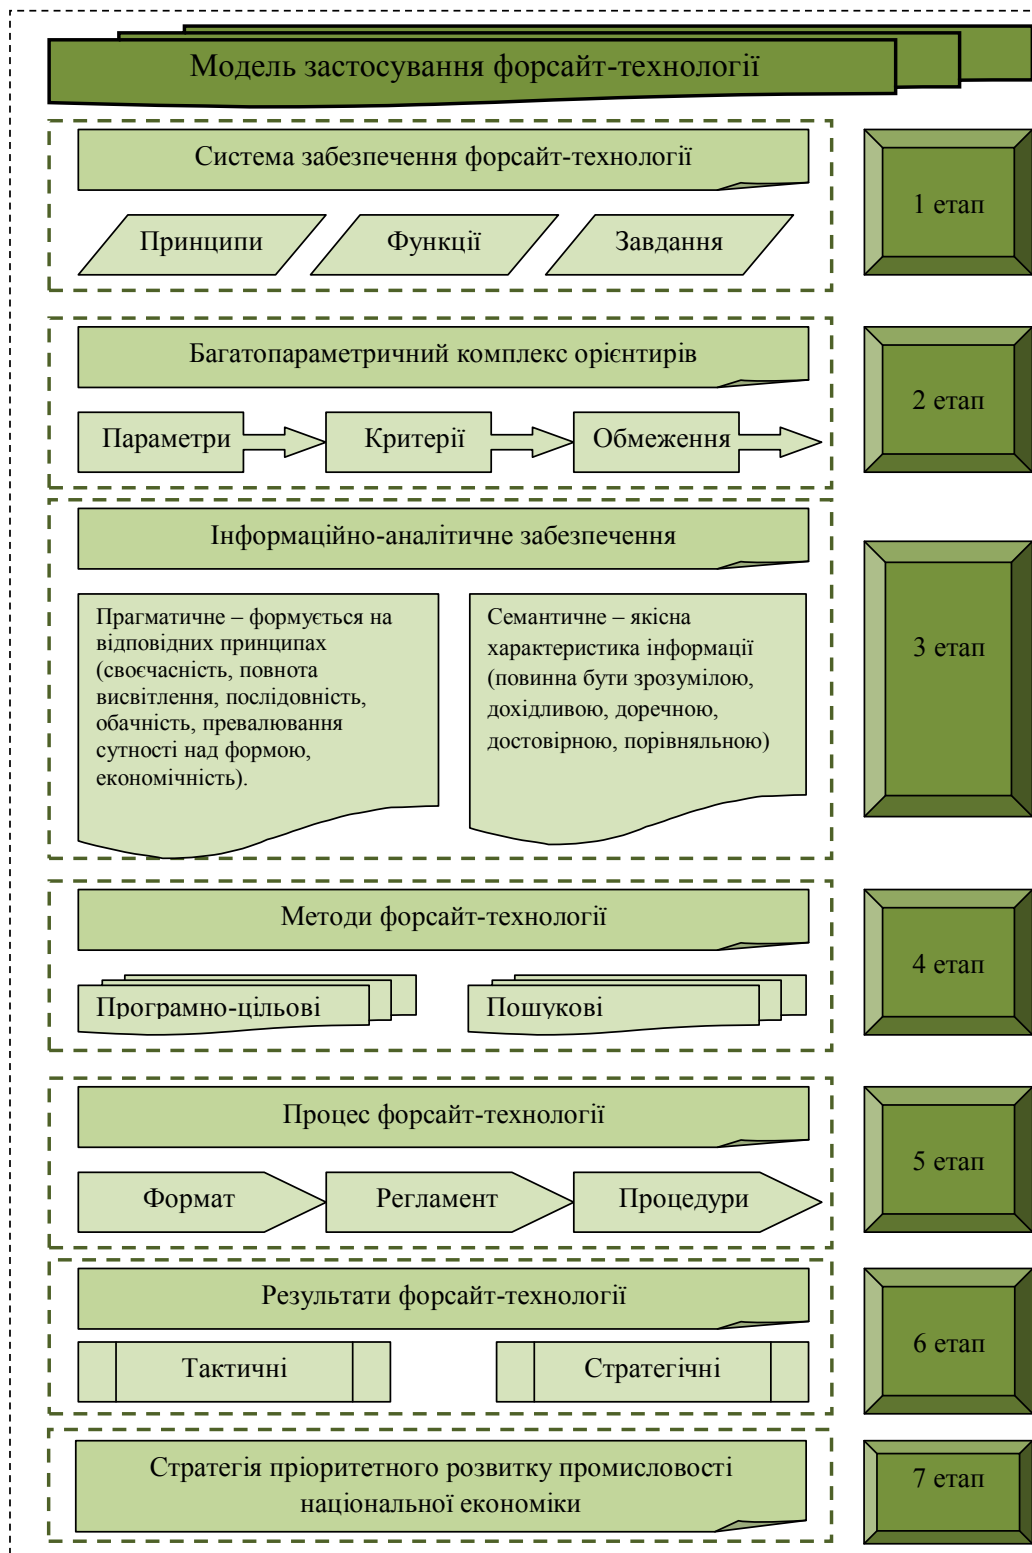 Модель застосування форсайт-технології
Система забезпечення форсайт-технології
1 етап
Принципи
Функції
Завдання
Багатопараметричний комплекс орієнтирів
2 етап
Параметри
Критерії
Обмеження
Інформаційно-аналітичне забезпечення
3 етап
Прагматичне – формується на
відповідних принципах
(своєчасність, повнота
висвітлення, послідовність,
обачність, превалювання
сутності над формою,
економічність).
Семантичне – якісна
характеристика інформації
(повинна бути зрозумілою,
дохідливою, доречною,
достовірною, порівняльною)
Методи форсайт-технології
4 етап
Програмно-цільові
Пошукові
Процес форсайт-технології
5 етап
Формат
Регламент
Процедури
Результати форсайт-технології
6 етап
Тактичні
Стратегічні
Стратегія пріоритетного розвитку промисловості
національної економіки
7 етап